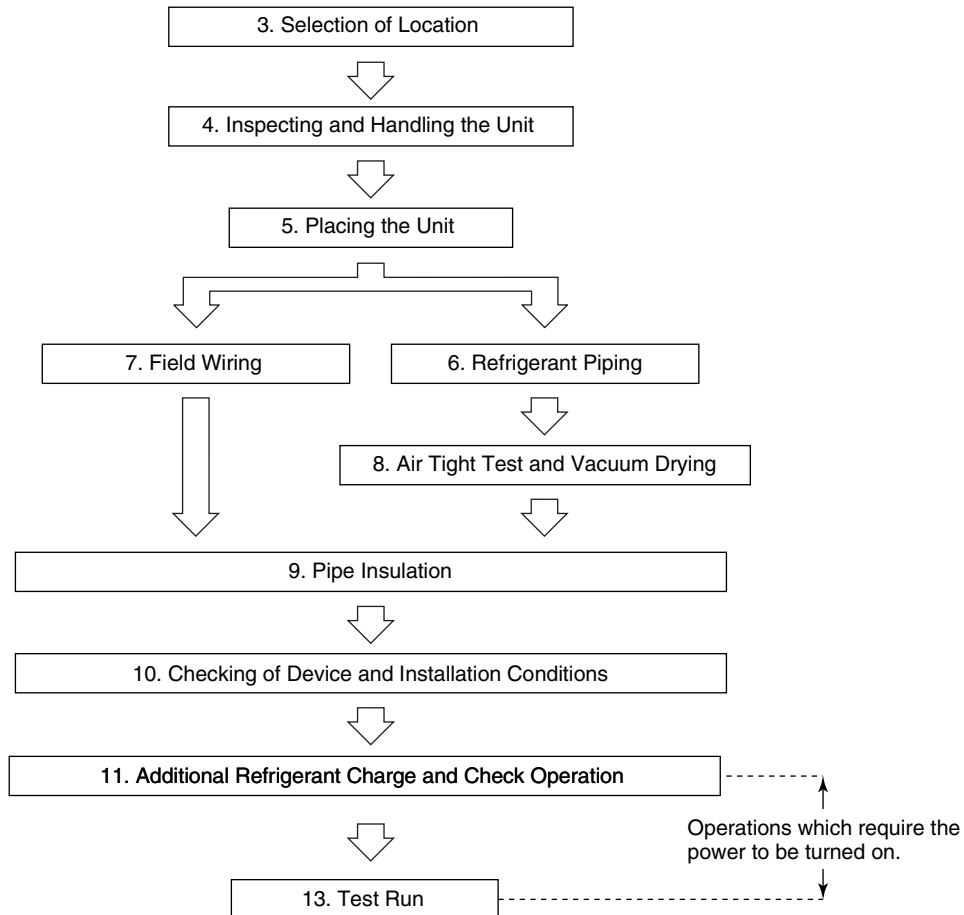 3. Selection of Location
4. Inspecting and Handling the Unit
5. Placing the Unit
7. Field Wiring
6. Refrigerant Piping
8. Air Tight Test and Vacuum Drying
9. Pipe Insulation
10. Checking of Device and Installation Conditions
11. Additional Refrigerant Charge and Check Operation
Operations which require the
power to be turned on.
13. Test Run